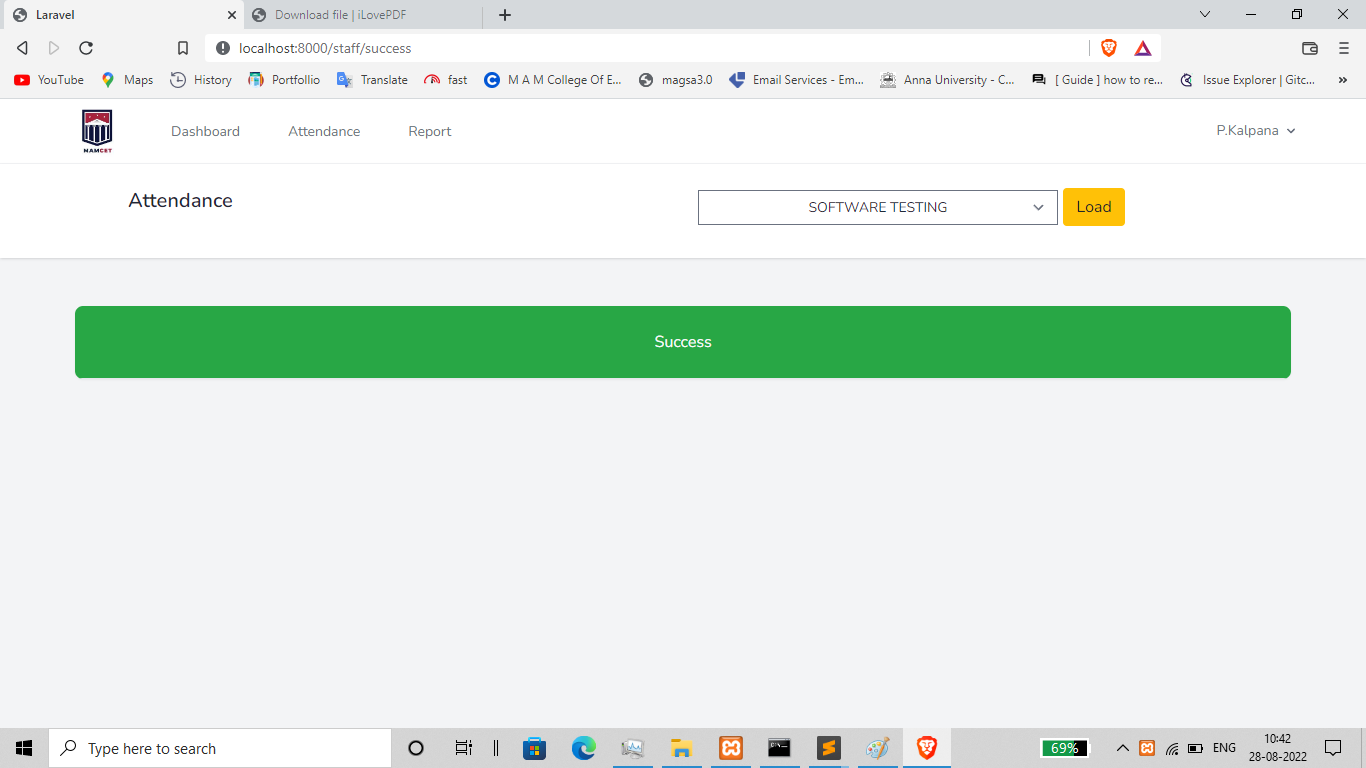 Laravel
Download file | iLovePDF
localhost:8000/staff/success
YouTube
Maps
History
Portfollio
Translate
fast
M A M College Of E...
magsa3.0
Email Services - Em...
Anna University - C...
[ Guide ] how to re...
Issue Explorer | Gitc...
»
MAMCET
Dashboard
Attendance
Report
P.Kalpana
Attendance
SOFTWARE TESTING
Load
Success
Type here to search
69%
ENG
10:42
28-08-2022